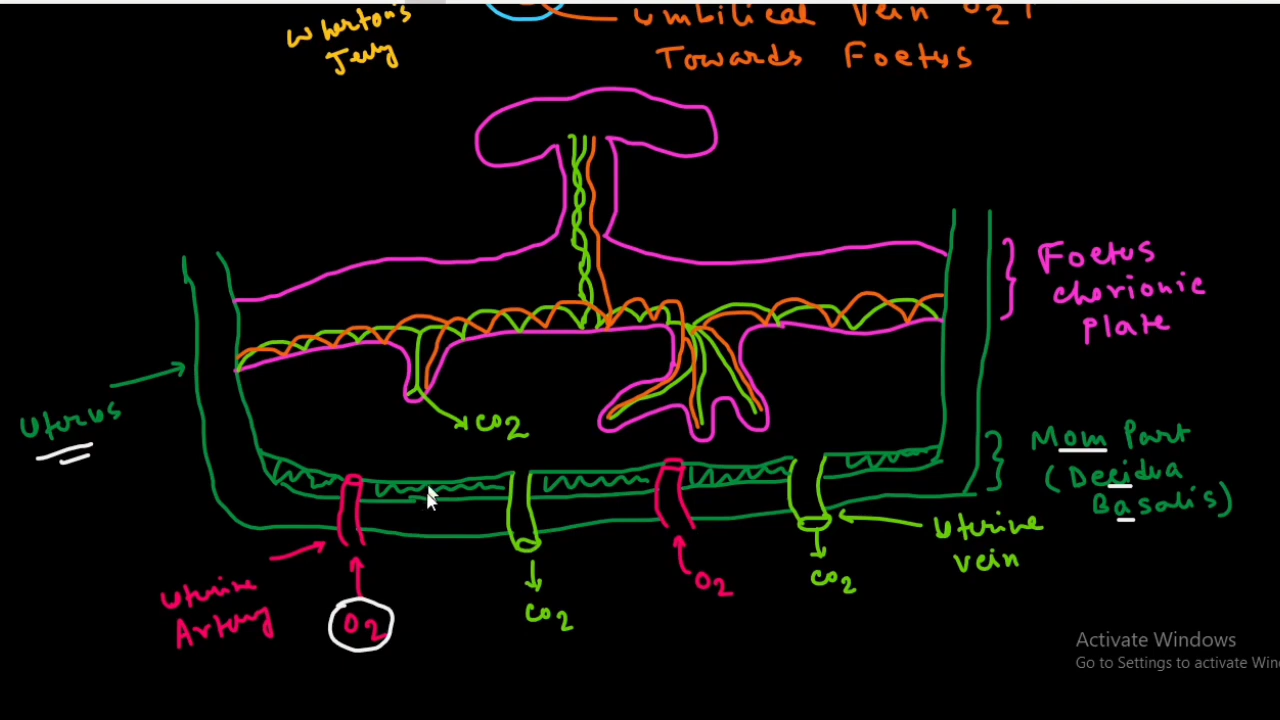 Wharton's
Jelly
Umbilical Vein O2↑
Towards Foetus
Foetus
chorionic
plate
Uterus
CO2
Mom Part
(Decidua
Basalis)
Uterine
vein
Uterine
Artery
O2
CO2
O2
CO2
Activate Windows
Go to Settings to activate Win